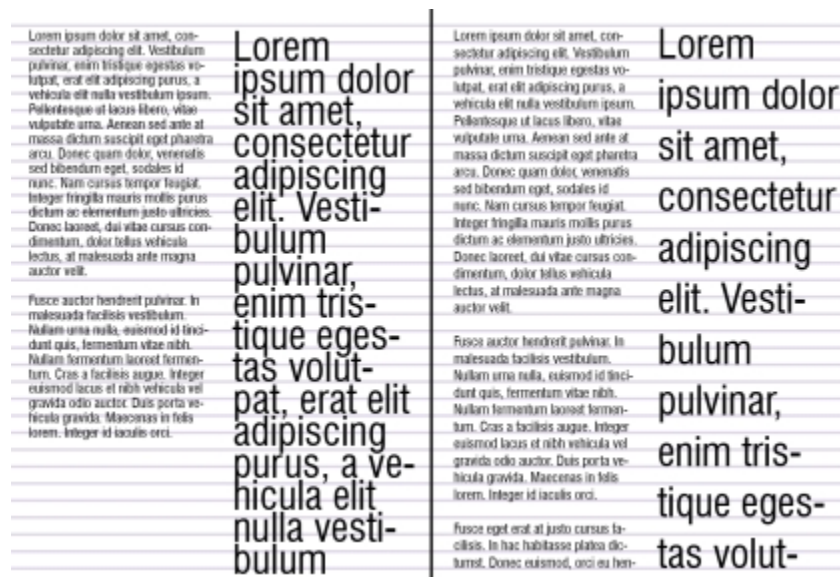 Lorem ipsum dolor sit amet, con-
sectetur adipiscing elit. Vestibulum
pulvinar, enim tristique egestas vo-
lutpat, erat elit adipiscing purus, a
vehicula elit nulla vestibulum ipsum.
Pellentesque ut lacus libero, vitae
vulputate urna. Aenean sed ante at
massa dictum suscipit eget pharetra
arcu. Donec quam dolor, venenatis
sed bibendum eget, sodales id
nunc. Nam cursus tempor feugiat.
Integer fringilla mauris mollis purus
dictum ac elementum justo ultricies.
Donec laoreet, dui vitae cursus con-
dimentum, dolor tellus vehicula
lectus, at malesuada ante magna
auctor velit.
Fusce auctor hendrerit pulvinar. In
malesuada facilisis vestibulum.
Nullam urna nulla, euismod id tinci-
dunt quis, fermentum vitae nibh.
Nullam fermentum laoreet fermen-
tum. Cras a facilisis augue. Integer
euismod lacus et nibh vehicula vel
gravida odio auctor. Duis porta ve-
hicula gravida. Maecenas in felis
lorem. Integer id iaculis orci.
Lorem
ipsum dolor
sit amet,
consectetur
adipiscing
elit. Vesti-
bulum
pulvinar,
enim tris-
tique eges-
tas volut-
pat, erat elit
adipiscing
purus, a ve-
hicula elit
nulla vesti-
bulum
Lorem ipsum dolor sit amet, con-
sectetur adipiscing elit. Vestibulum
pulvinar, enim tristique egestas vo-
lutpat, erat elit adipiscing purus, a
vehicula elit nulla vestibulum ipsum.
Pellentesque ut lacus libero, vitae
vulputate urna. Aenean sed ante at
massa dictum suscipit eget pharetra
arcu. Donec quam dolor, venenatis
sed bibendum eget, sodales id
nunc. Nam cursus tempor feugiat.
Integer fringilla mauris mollis purus
dictum ac elementum justo ultricies.
Donec laoreet, dui vitae cursus con-
dimentum, dolor tellus vehicula
lectus, at malesuada ante magna
auctor velit.
Fusce auctor hendrerit pulvinar. In
malesuada facilisis vestibulum.
Nullam urna nulla, euismod id tinci-
dunt quis, fermentum vitae nibh.
Nullam fermentum laoreet fermen-
tum. Cras a facilisis augue. Integer
euismod lacus et nibh vehicula vel
gravida odio auctor. Duis porta ve-
hicula gravida. Maecenas in felis
lorem. Integer id iaculis orci.
Fusce eget erat at justo cursus fa-
cilisis. In hac habitasse platea dic-
tumst. Donec euismod, orci eu hen-
Lorem
ipsum dolor
sit amet,
consectetur
adipiscing
elit. Vesti-
bulum
pulvinar,
enim tris-
tique eges-
tas volut-